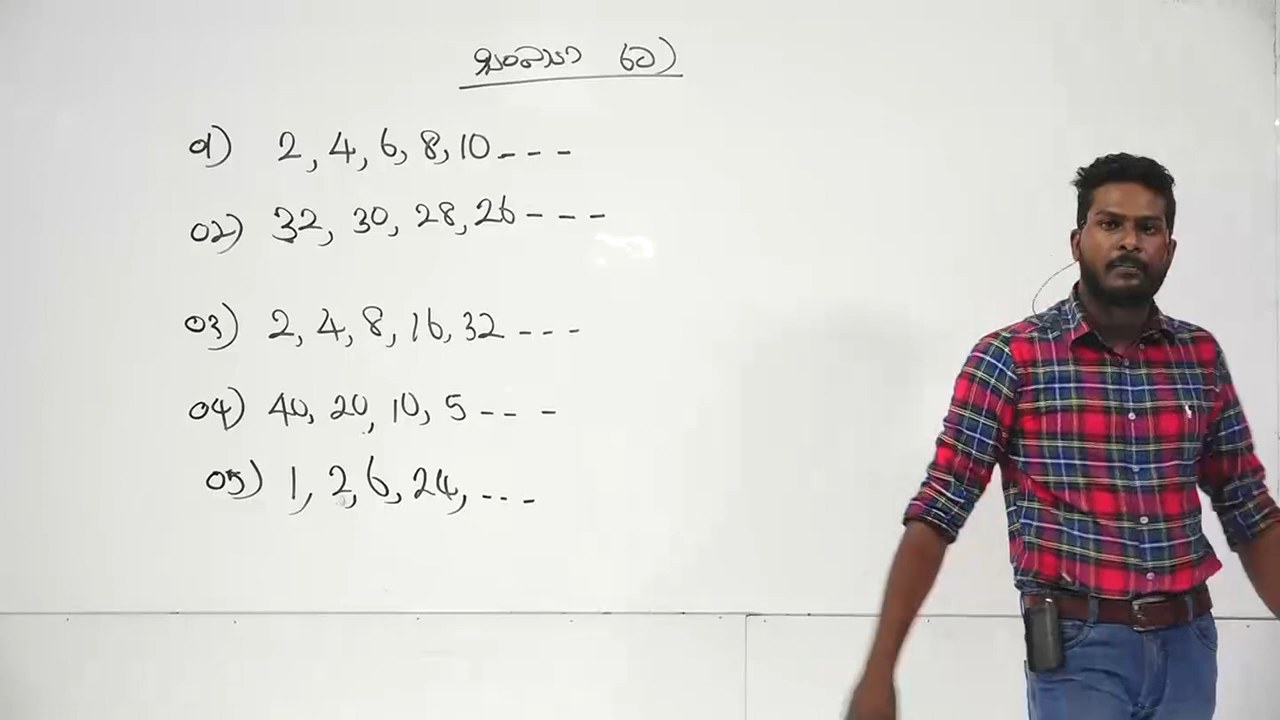 සංඛ්‍යා රටා
01) 2, 4, 6, 8, 10 - - -
02) 32, 30, 28, 26 - - -
03) 2, 4, 8, 16, 32 - - -
04) 40, 20, 10, 5 - - -
05) 1, 2, 6, 24, - - -